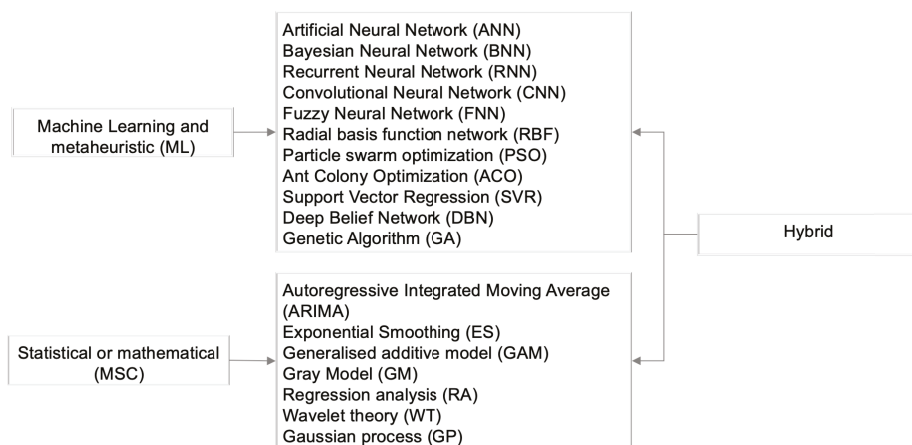 Machine Learning and
metaheuristic (ML)
Artificial Neural Network (ANN)
Bayesian Neural Network (BNN)
Recurrent Neural Network (RNN)
Convolutional Neural Network (CNN)
Fuzzy Neural Network (FNN)
Radial basis function network (RBF)
Particle swarm optimization (PSO)
Ant Colony Optimization (ACO)
Support Vector Regression (SVR)
Deep Belief Network (DBN)
Genetic Algorithm (GA)
Hybrid
Statistical or mathematical
(MSC)
Autoregressive Integrated Moving Average
(ARIMA)
Exponential Smoothing (ES)
Generalised additive model (GAM)
Gray Model (GM)
Regression analysis (RA)
Wavelet theory (WT)
Gaussian process (GP)